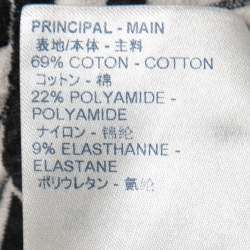 PRINCIPAL - MAIN
表地/本体 - 主料
69% COTON - COTTON
コットン - 棉
22% POLYAMIDE -
POLYAMIDE
ナイロン - 锦纶
9% ELASTHANNE -
ELASTANE
ポリウレタン - 氨纶